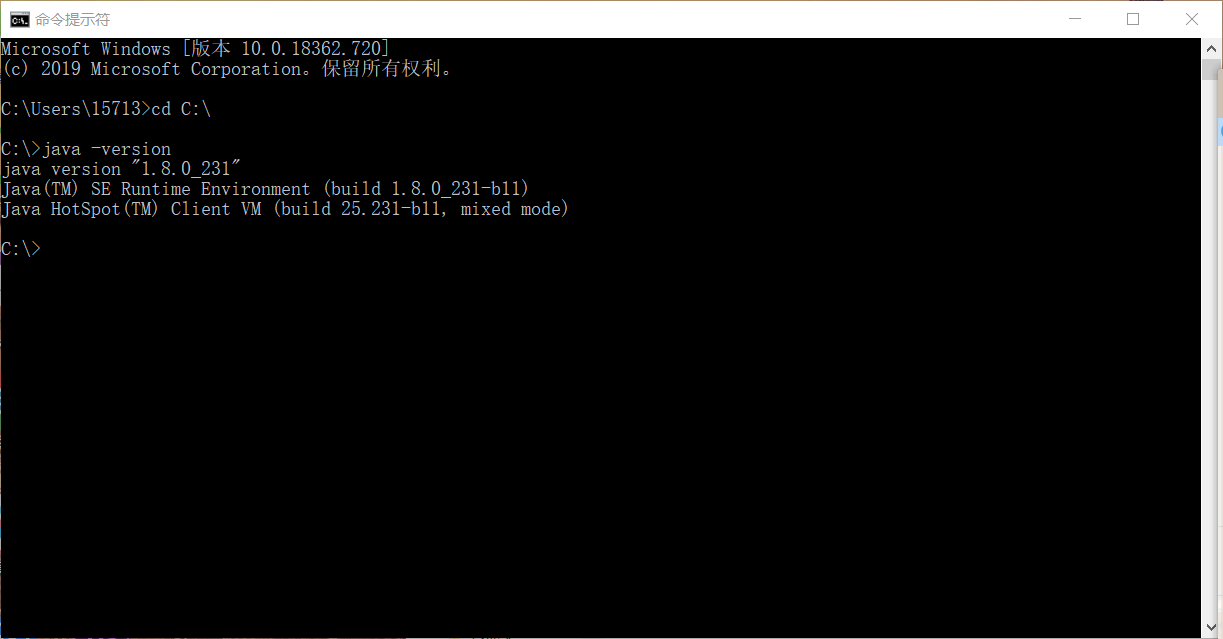 命令提示符
Microsoft Windows [版本 10.0.18362.720]
(c) 2019 Microsoft Corporation。保留所有权利。
C:\Users\15713>cd C:\
C:\>java -version
java version "1.8.0_231"
Java(TM) SE Runtime Environment (build 1.8.0_231-b11)
Java HotSpot(TM) Client VM (build 25.231-b11, mixed mode)
C:\>